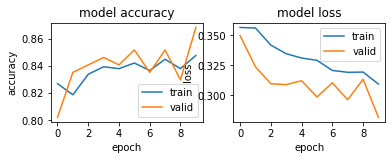 model accuracy
0.86
0.84
0.82
0.80
accuracy
0 2 4 6 8
epoch
train
valid
model loss
0.350
0.325
0.300
loss
0 2 4 6 8
epoch
train
valid